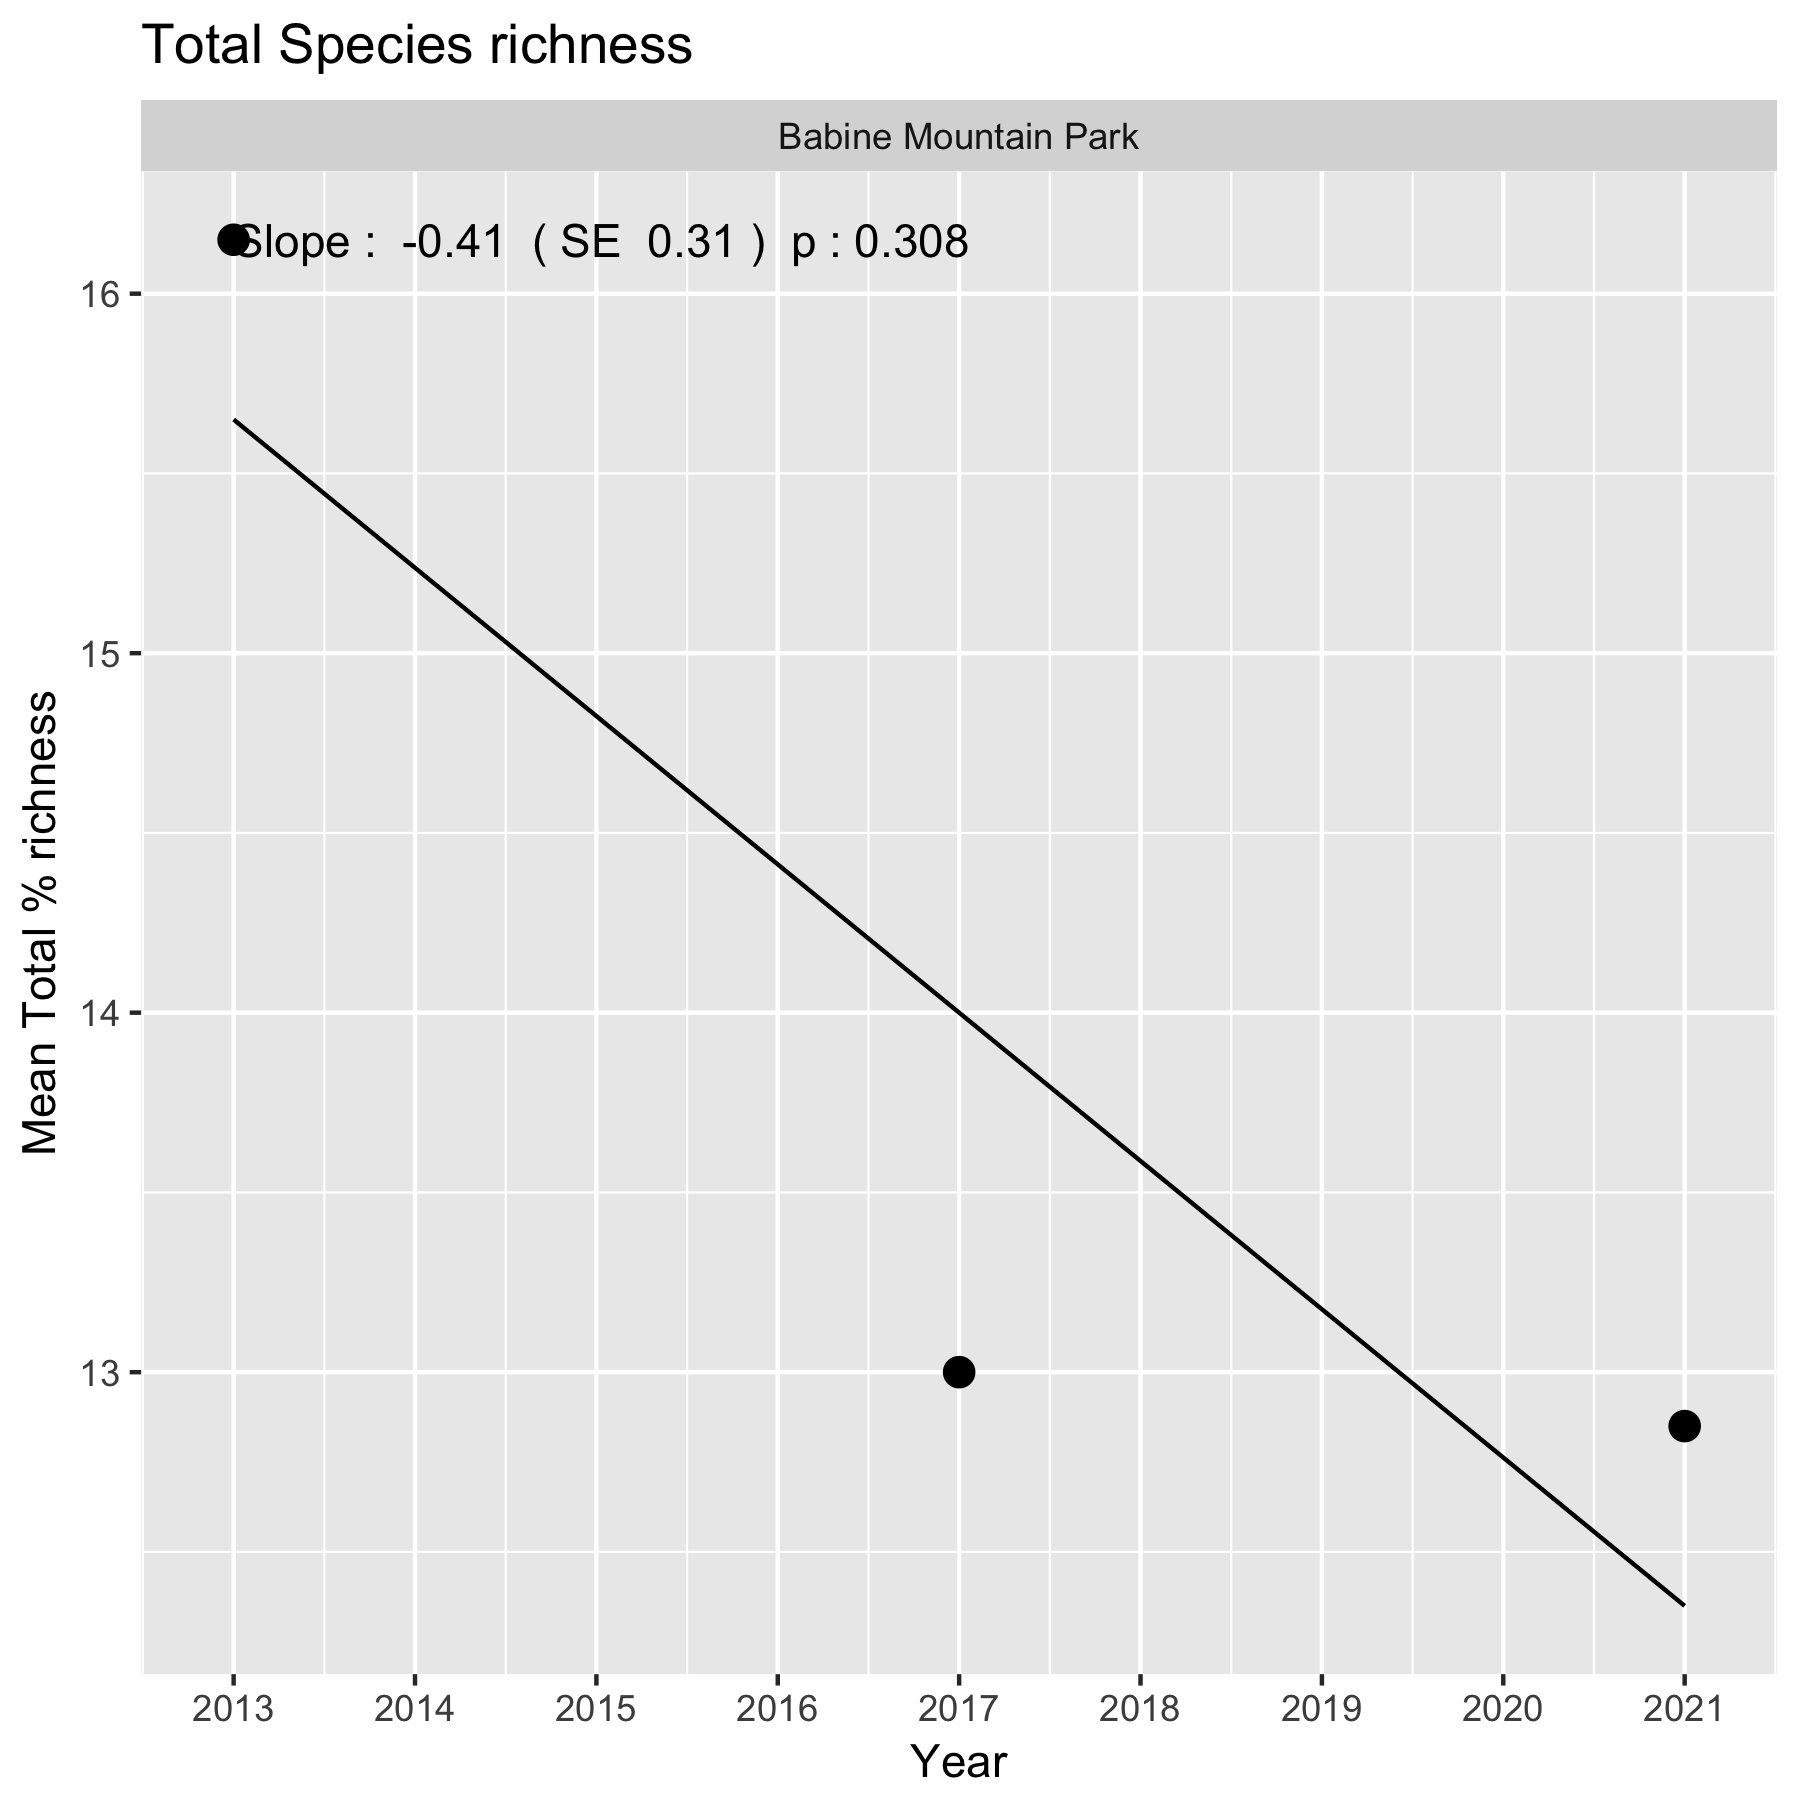 Total Species richness
Babine Mountain Park
Slope :  -0.41  ( SE  0.31 )  p : 0.308
16
15
14
13
Mean Total % richness
2013 2014 2015 2016 2017 2018 2019 2020 2021
Year